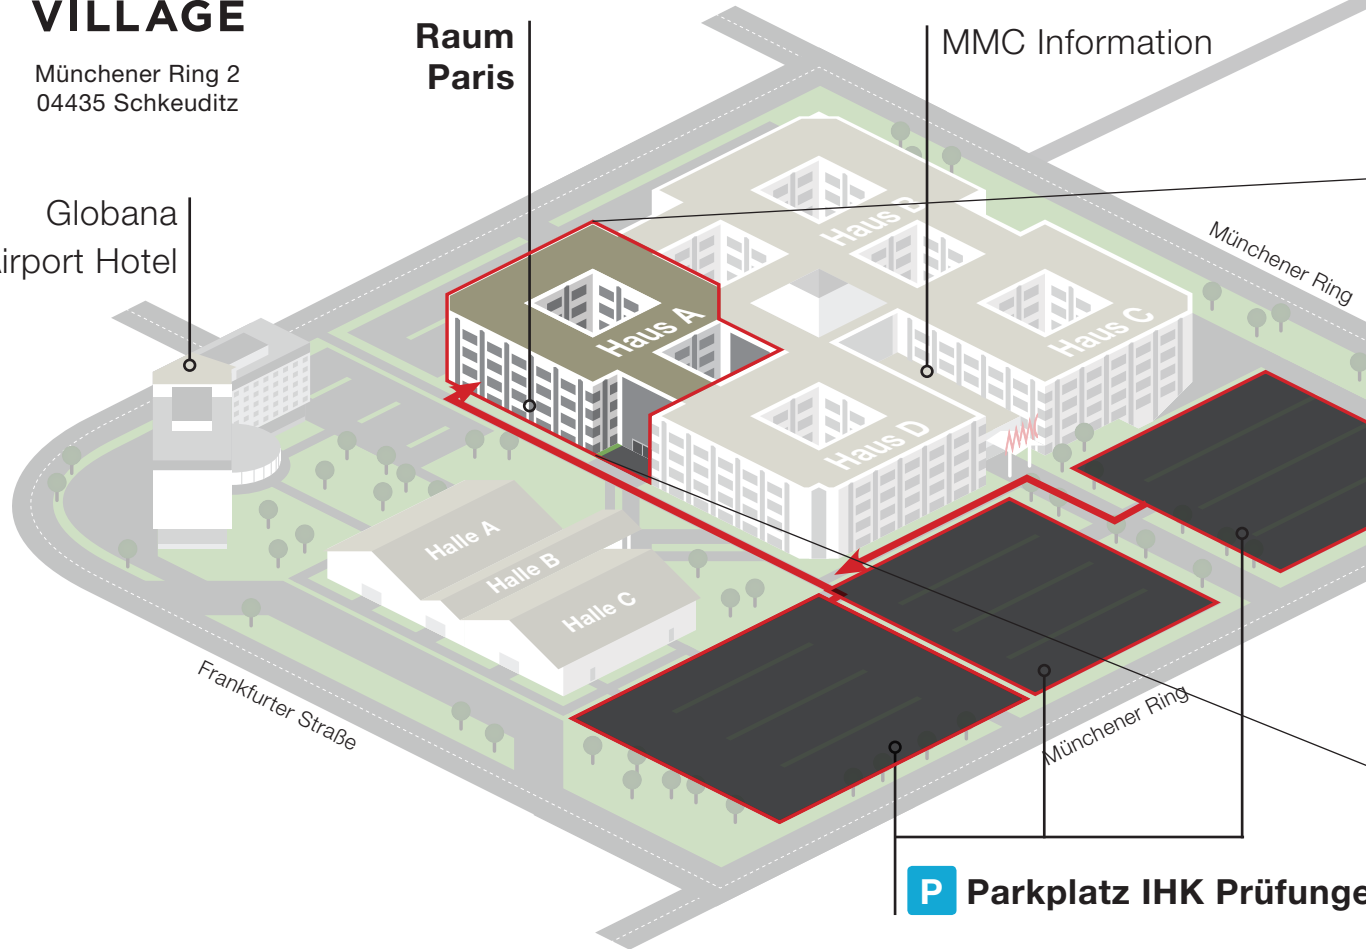 VILLAGE
Münchener Ring 2
04435 Schkeuditz
Raum
Paris
MMC Information
Globana
Airport Hotel
Münchener Ring
Haus B
Haus A
Haus C
Haus D
Halle A
Halle B
Halle C
Frankfurter Straße
Münchener Ring
P Parkplatz IHK Prüfunge